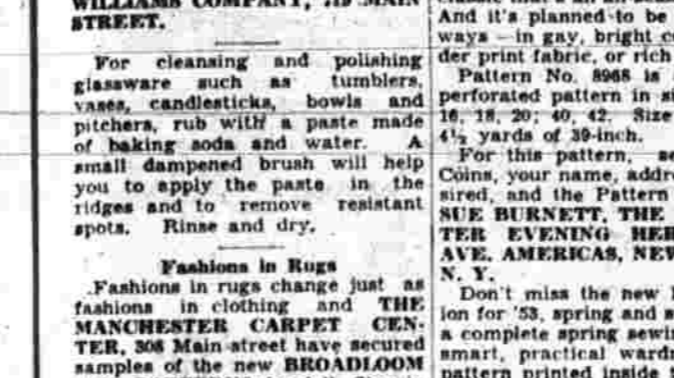 WILLIAMS COMPANY, 719 MAIN
STREET.
For cleansing and polishing
glassware such as tumblers,
vases, candlesticks, bowls and
pitchers, rub with a paste made
of baking soda and water. A
small dampened brush will help
you to apply the paste in the
ridges and to remove resistant
spots. Rinse and dry.
Fashions in Rugs
Fashions in rugs change just as
fashions in clothing and THE
MANCHESTER CARPET CEN-
TER, 308 Main street have secured
samples of the new BROADLOOM
And it's planned to be
ways — in gay, bright
der print fabric, or rich
Pattern No. 8968 is
perforated pattern in
16, 18, 20; 40, 42. Size
4½ yards of 39-inch.
For this pattern,
Coins, your name,
sired, and the Pattern
SUE BURNETT, THE
TER EVENING
AVE. AMERICAS,
N. Y.
Don't miss the new
ion for '53, spring and
a complete spring
smart, practical
pattern printed inside